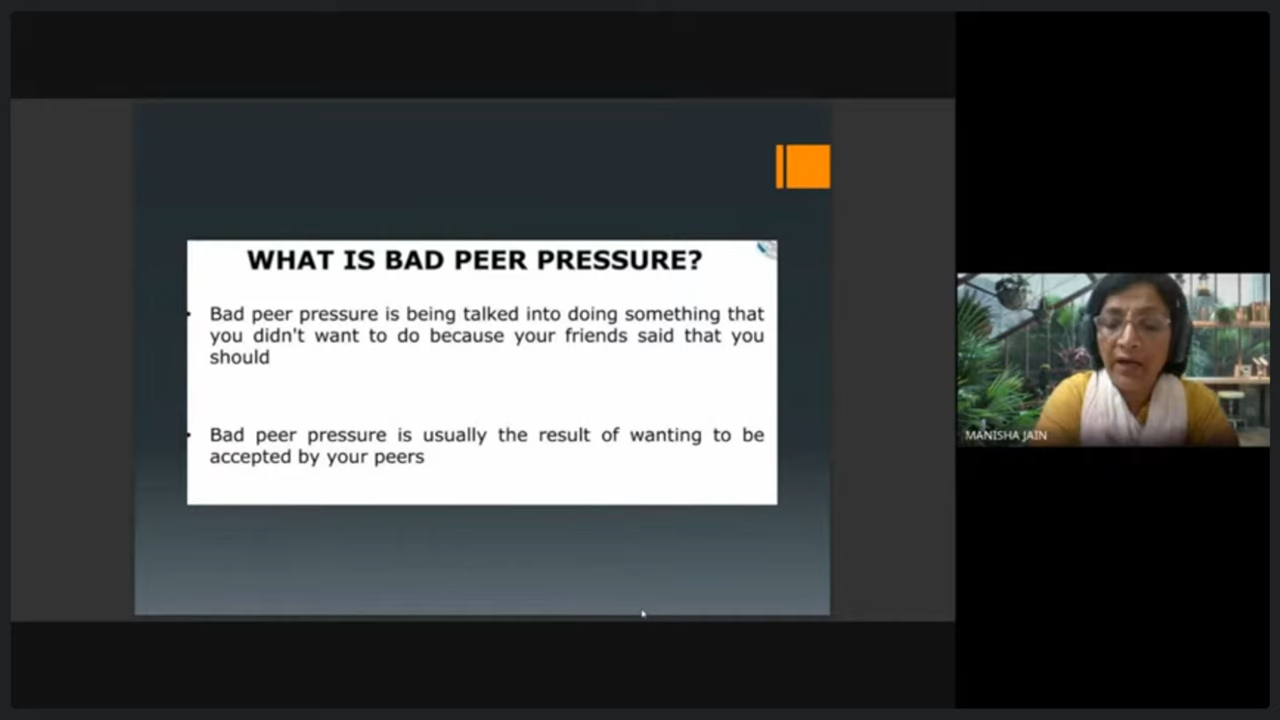 WHAT IS BAD PEER PRESSURE?
• Bad peer pressure is being talked into doing something that
you didn't want to do because your friends said that you
should
• Bad peer pressure is usually the result of wanting to be
accepted by your peers
MANISHA JAIN